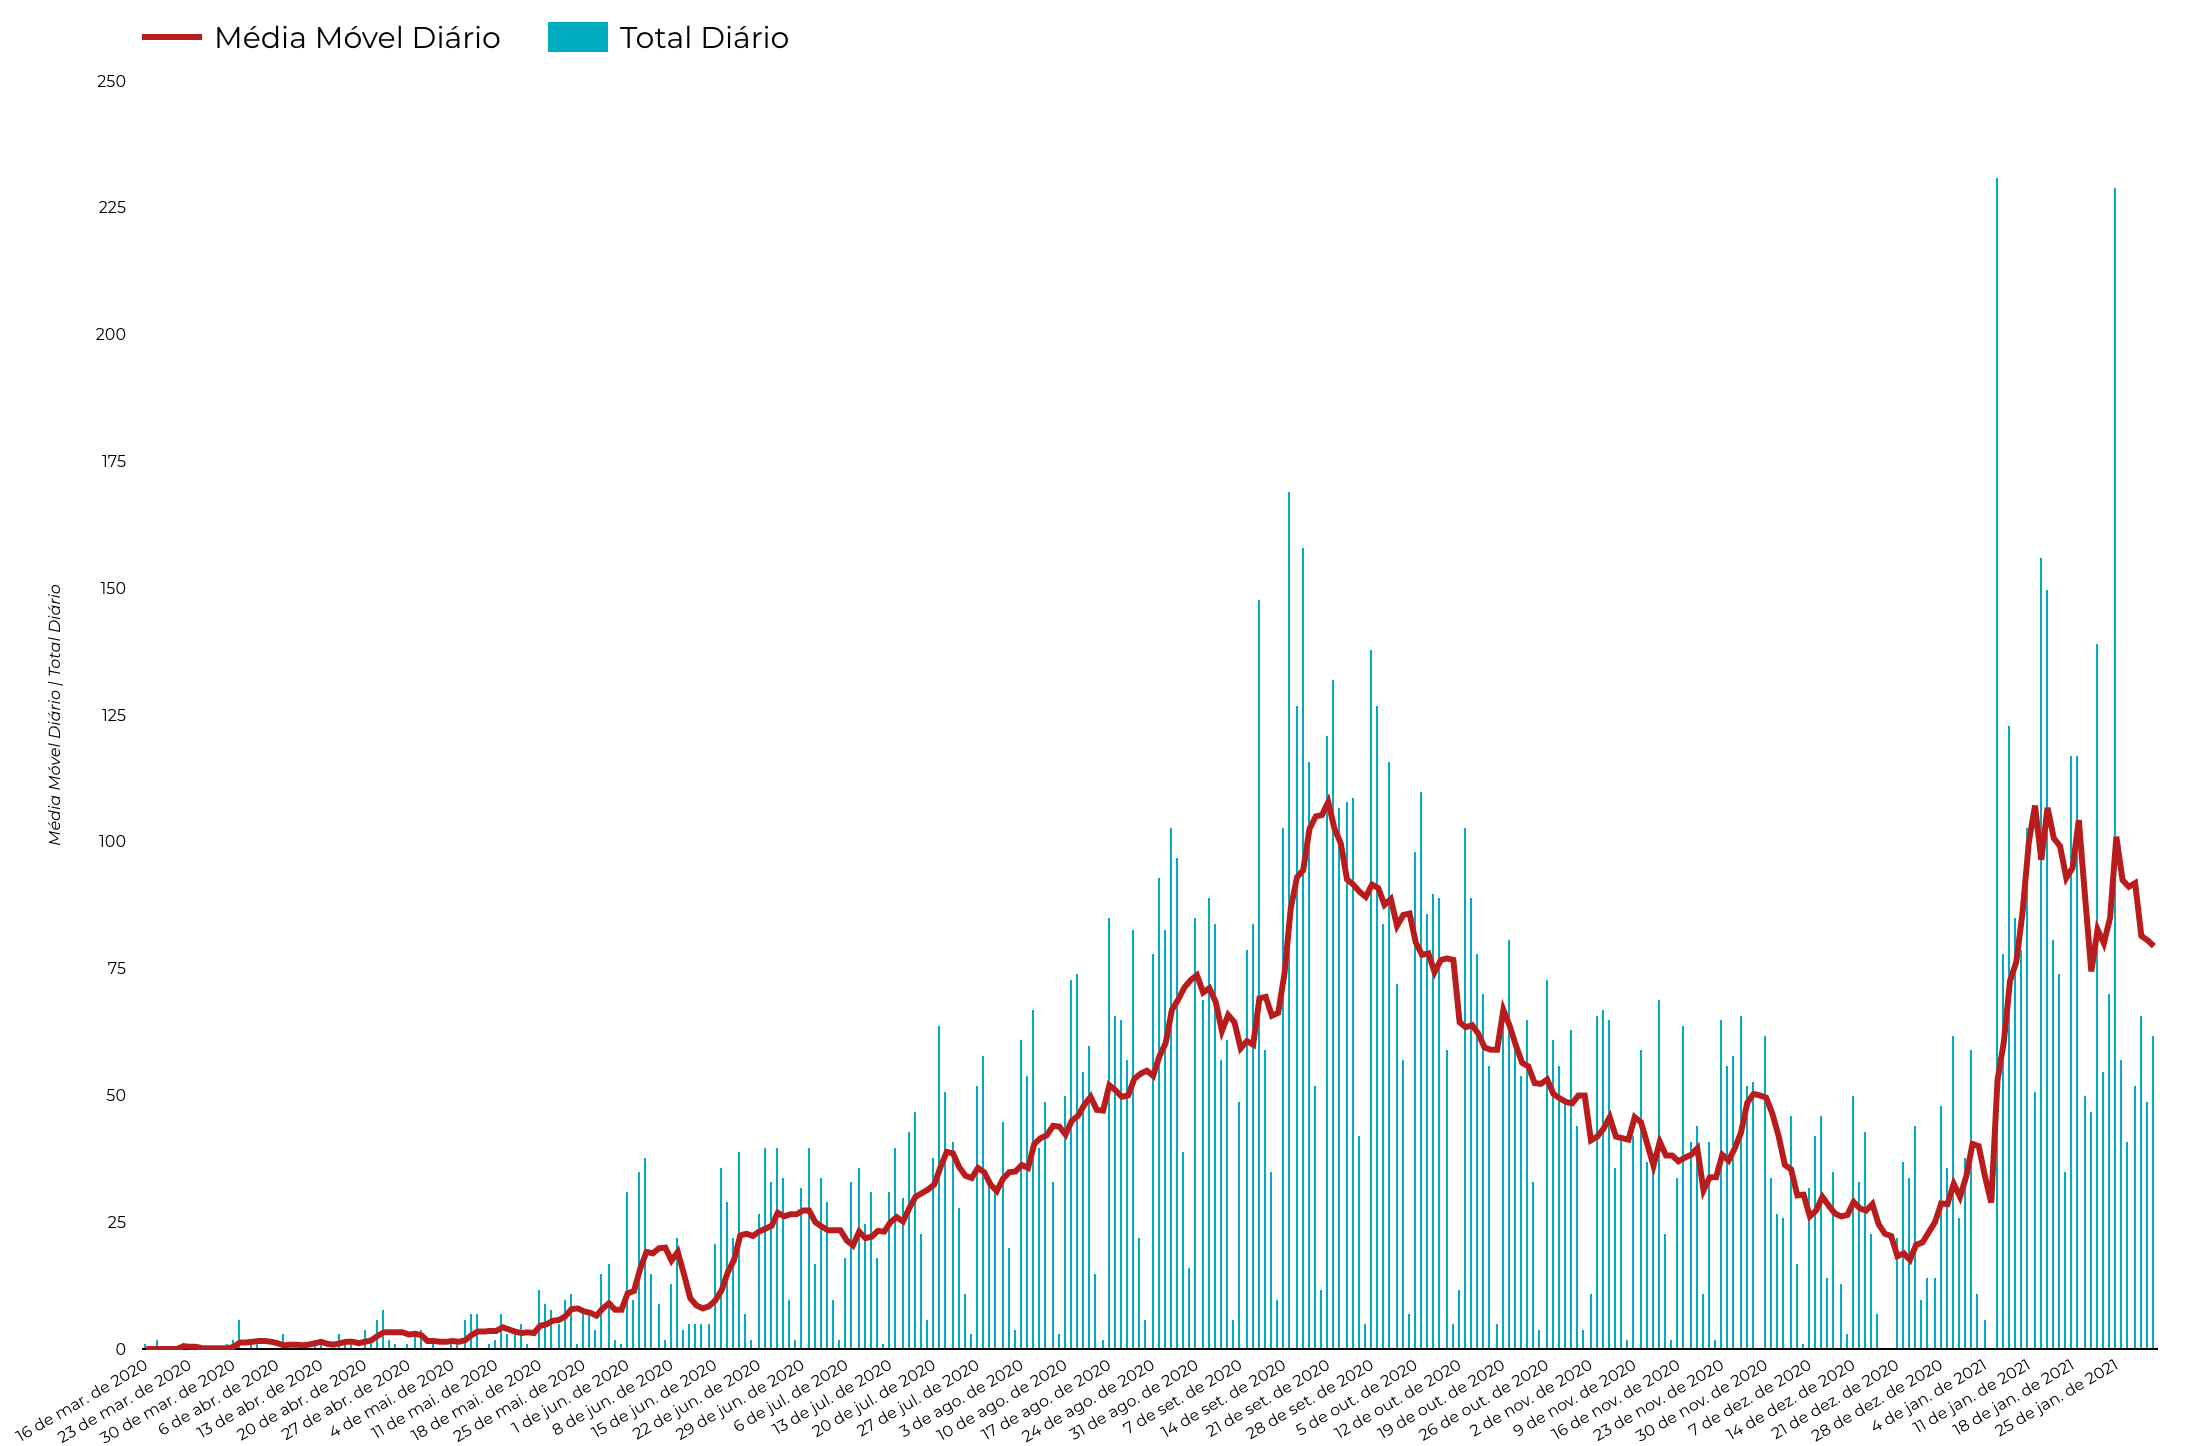 Média Móvel Diário
Total Diário
250
225
200
175
150
125
100
75
50
25
0
Média Móvel Diário | Total Diário
16 de mar. de 2020
23 de mar. de 2020
30 de mar. de 2020
6 de abr. de 2020
13 de abr. de 2020
20 de abr. de 2020
27 de abr. de 2020
4 de mai. de 2020
11 de mai. de 2020
18 de mai. de 2020
25 de mai. de 2020
1 de jun. de 2020
8 de jun. de 2020
15 de jun. de 2020
22 de jun. de 2020
29 de jun. de 2020
6 de jul. de 2020
13 de jul. de 2020
20 de jul. de 2020
27 de jul. de 2020
3 de ago. de 2020
10 de ago. de 2020
17 de ago. de 2020
24 de ago. de 2020
31 de ago. de 2020
7 de set. de 2020
14 de set. de 2020
21 de set. de 2020
28 de set. de 2020
5 de out. de 2020
12 de out. de 2020
19 de out. de 2020
26 de out. de 2020
2 de nov. de 2020
9 de nov. de 2020
16 de nov. de 2020
23 de nov. de 2020
30 de nov. de 2020
7 de dez. de 2020
14 de dez. de 2020
21 de dez. de 2020
28 de dez. de 2020
4 de jan. de 2021
11 de jan. de 2021
18 de jan. de 2021
25 de jan. de 2021